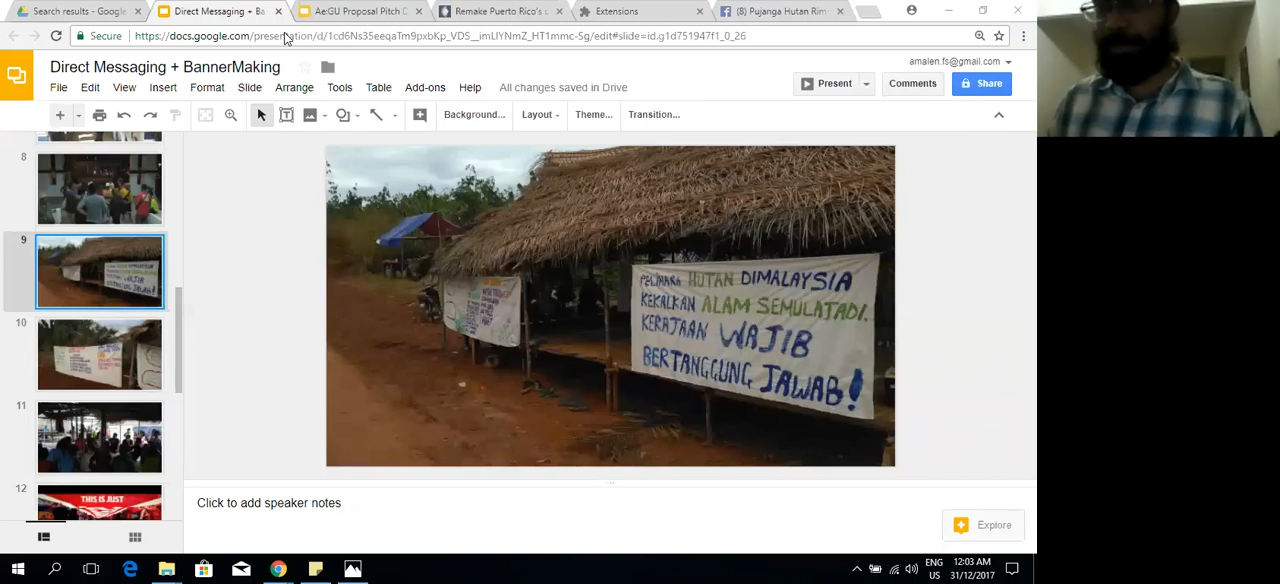 Search results - Google
Direct Messaging + Ba
Ae:GU Proposal Pitch D
Remake Puerto Rico's
Extensions
(8) Pujanga Hutan Rim
Secure
https://docs.google.com/presentation/d/1cd6Ns35eeqaTm9pxbKp_VDS__imLlYNmZ_HT1mmc-Sg/edit#slide=id.g1d751947f1_0_26
Direct Messaging + BannerMaking
amalen.fs@gmail.com
File Edit View Insert Format Slide Arrange Tools Table Add-ons Help All changes saved in Drive
Present
Comments
Share
Background...
Layout
Theme...
Transition...
8
9
10
11
12
THIS IS JUST
PELIHARA HUTAN DIMALAYSIA
KEKALKAN ALAM SEMULAJADI.
KERAJAAN WAJIB
BERTANGGUNG JAWAB!
Click to add speaker notes
Explore
ENG
US
12:03 AM
31/12/2017